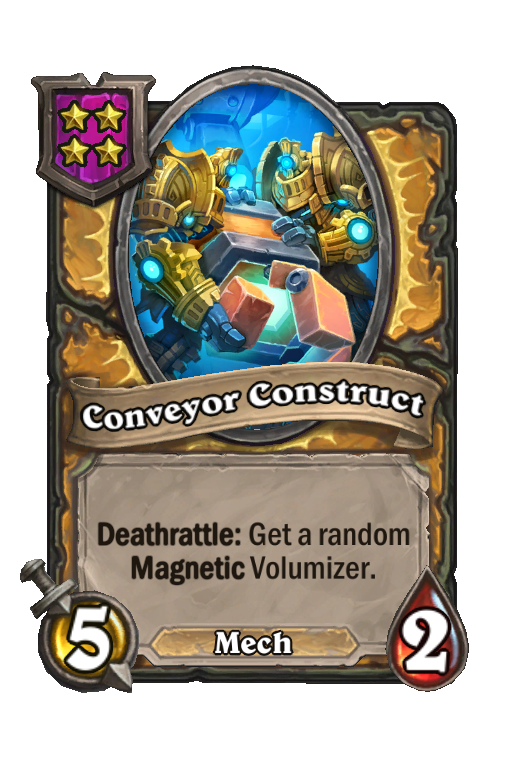 Conveyor Construct
Deathrattle: Get a random
Magnetic Volumizer.
5
Mech
2